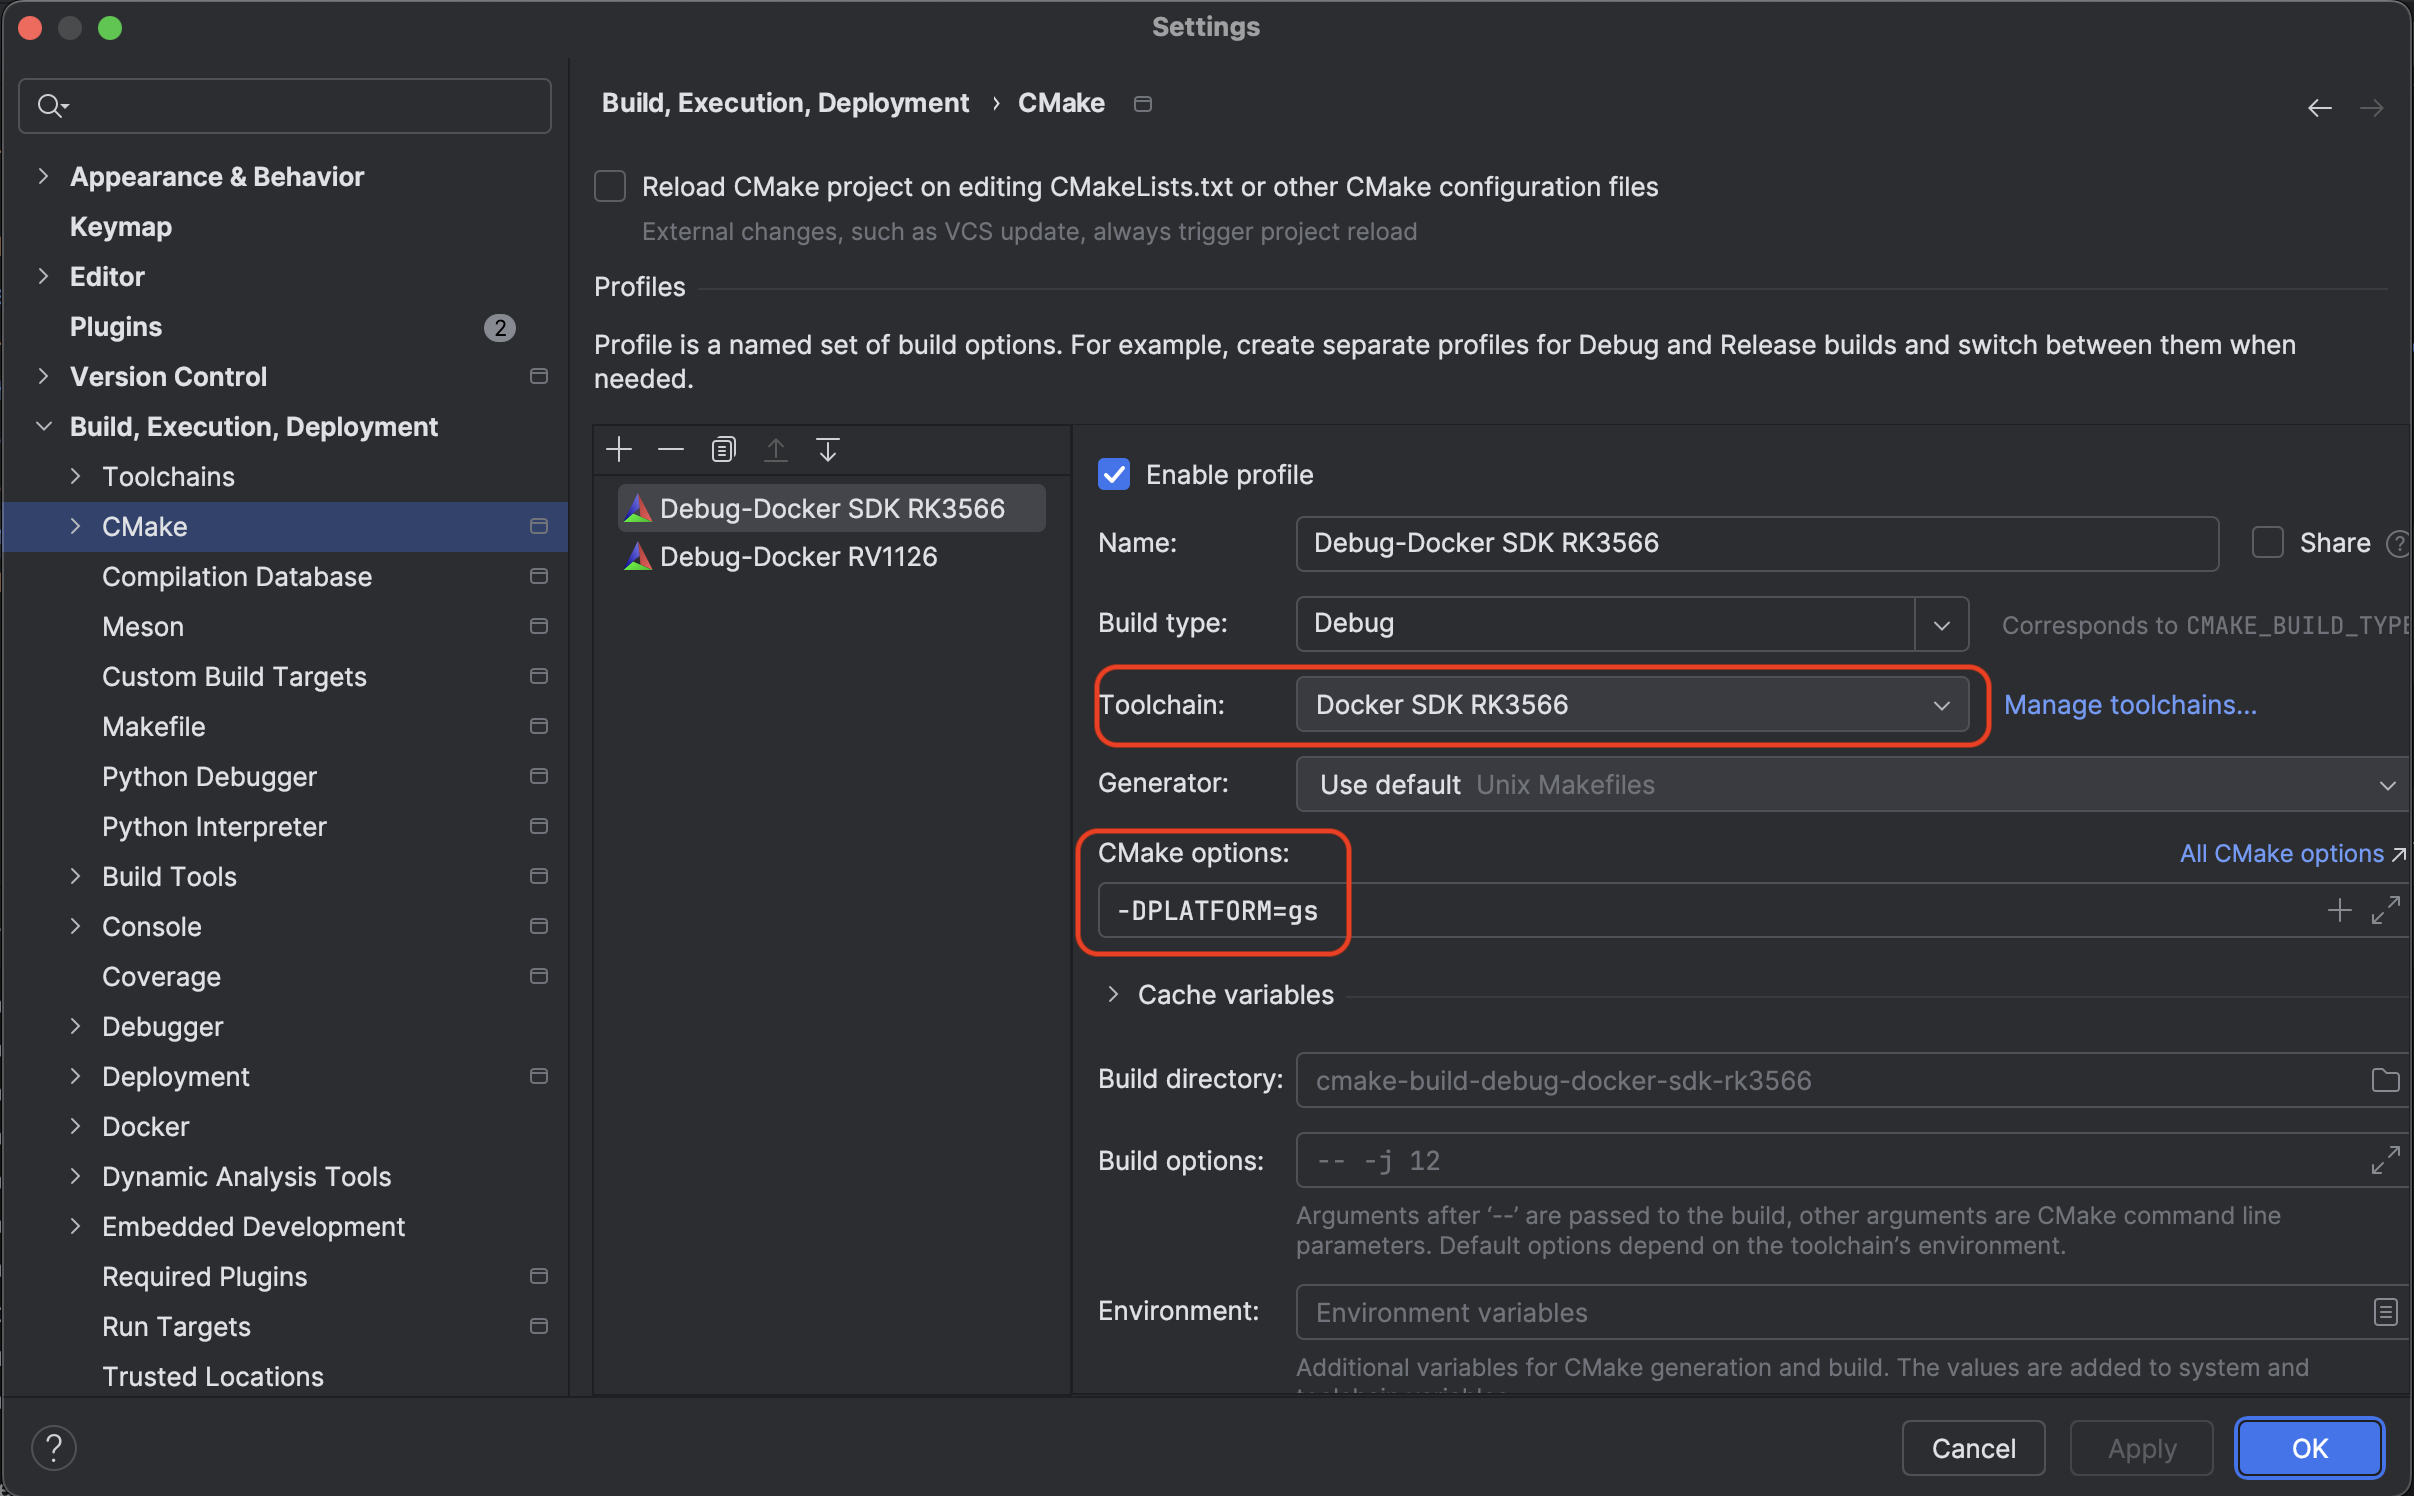 Settings
Build, Execution, Deployment › CMake
Appearance & Behavior
Keymap
Editor
Plugins 2
Version Control
Build, Execution, Deployment
Toolchains
CMake
Compilation Database
Meson
Custom Build Targets
Makefile
Python Debugger
Python Interpreter
Build Tools
Console
Coverage
Debugger
Deployment
Docker
Dynamic Analysis Tools
Embedded Development
Required Plugins
Run Targets
Trusted Locations
Reload CMake project on editing CMakeLists.txt or other CMake configuration files
External changes, such as VCS update, always trigger project reload
Profiles
Profile is a named set of build options. For example, create separate profiles for Debug and Release builds and switch between them when
needed.
Debug-Docker SDK RK3566
Debug-Docker RV1126
Enable profile
Name: Debug-Docker SDK RK3566 Share ?
Build type: Debug Corresponds to CMAKE_BUILD_TYPE
Toolchain: Docker SDK RK3566 Manage toolchains...
Generator: Use default Unix Makefiles
CMake options: All CMake options ↗
-DPLATFORM=gs
Cache variables
Build directory: cmake-build-debug-docker-sdk-rk3566
Build options: -- -j 12
Arguments after ‘--’ are passed to the build, other arguments are CMake command line
parameters. Default options depend on the toolchain’s environment.
Environment: Environment variables
Additional variables for CMake generation and build. The values are added to system and
? Cancel Apply OK